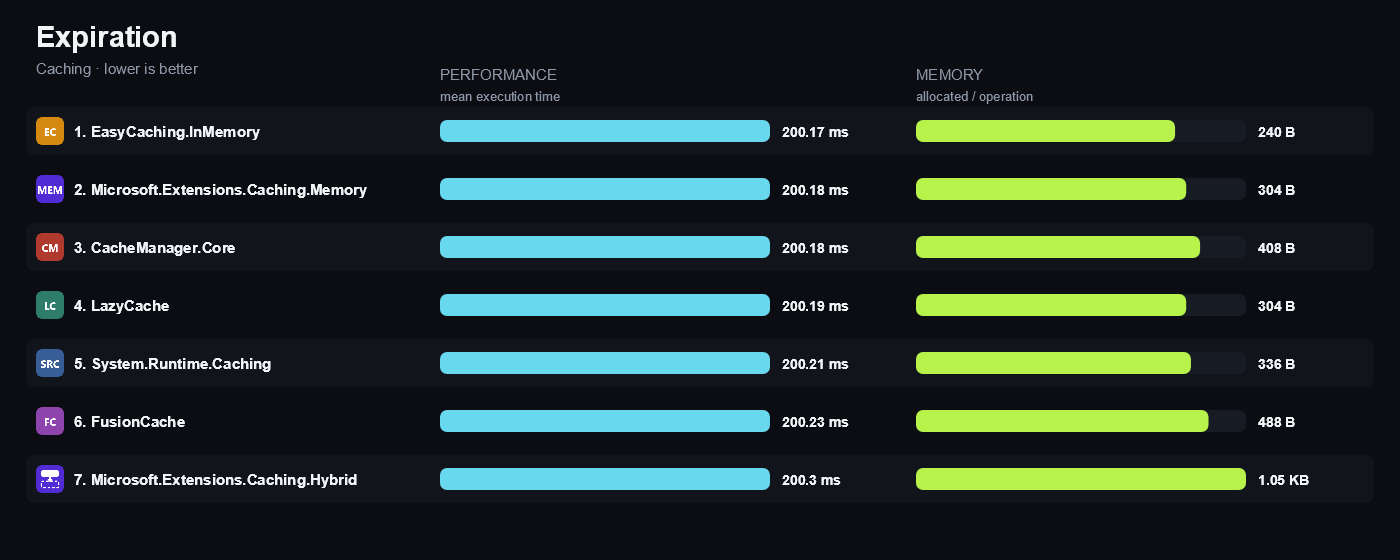 Expiration
Caching · lower is better
PERFORMANCE
mean execution time
MEMORY
allocated / operation
EC 1. EasyCaching.InMemory 200.17 ms 240 B
MEM 2. Microsoft.Extensions.Caching.Memory 200.18 ms 304 B
CM 3. CacheManager.Core 200.18 ms 408 B
LC 4. LazyCache 200.19 ms 304 B
SRC 5. System.Runtime.Caching 200.21 ms 336 B
FC 6. FusionCache 200.23 ms 488 B
7. Microsoft.Extensions.Caching.Hybrid 200.3 ms 1.05 KB